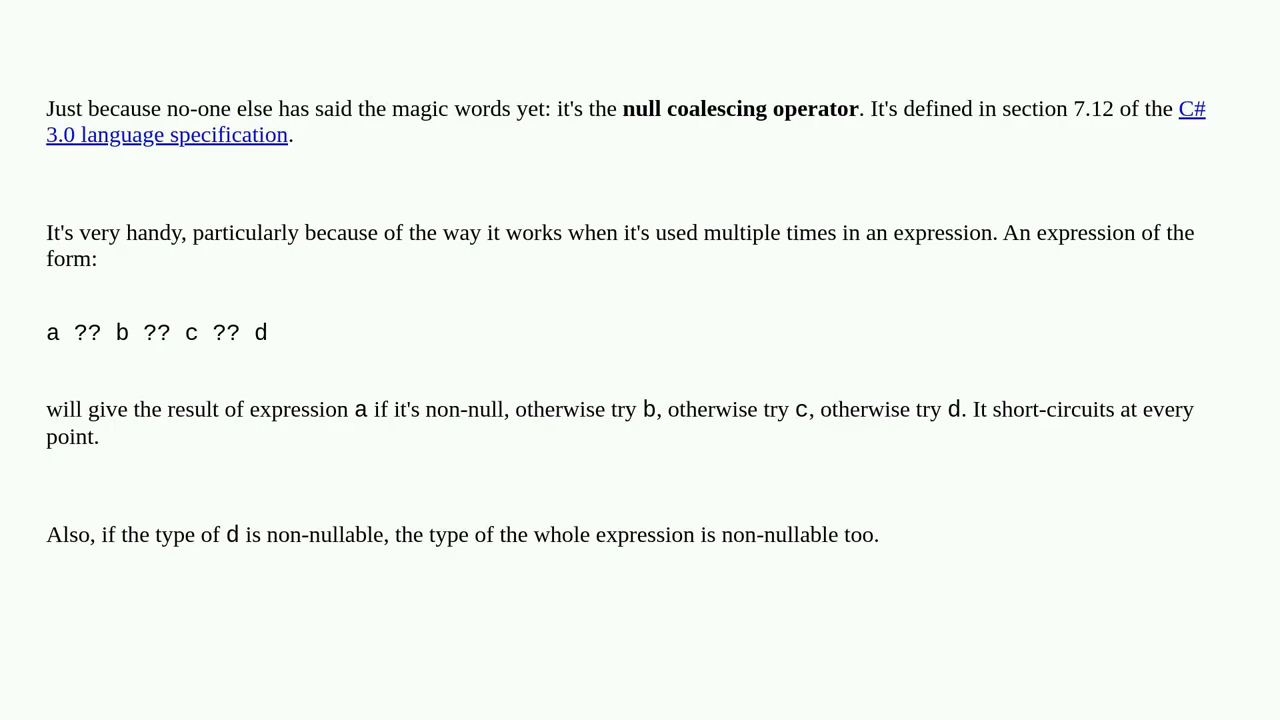 Just because no-one else has said the magic words yet: it's the null coalescing operator. It's defined in section 7.12 of the C#
3.0 language specification.
It's very handy, particularly because of the way it works when it's used multiple times in an expression. An expression of the
form:
a ?? b ?? c ?? d
will give the result of expression a if it's non-null, otherwise try b, otherwise try c, otherwise try d. It short-circuits at every
point.
Also, if the type of d is non-nullable, the type of the whole expression is non-nullable too.